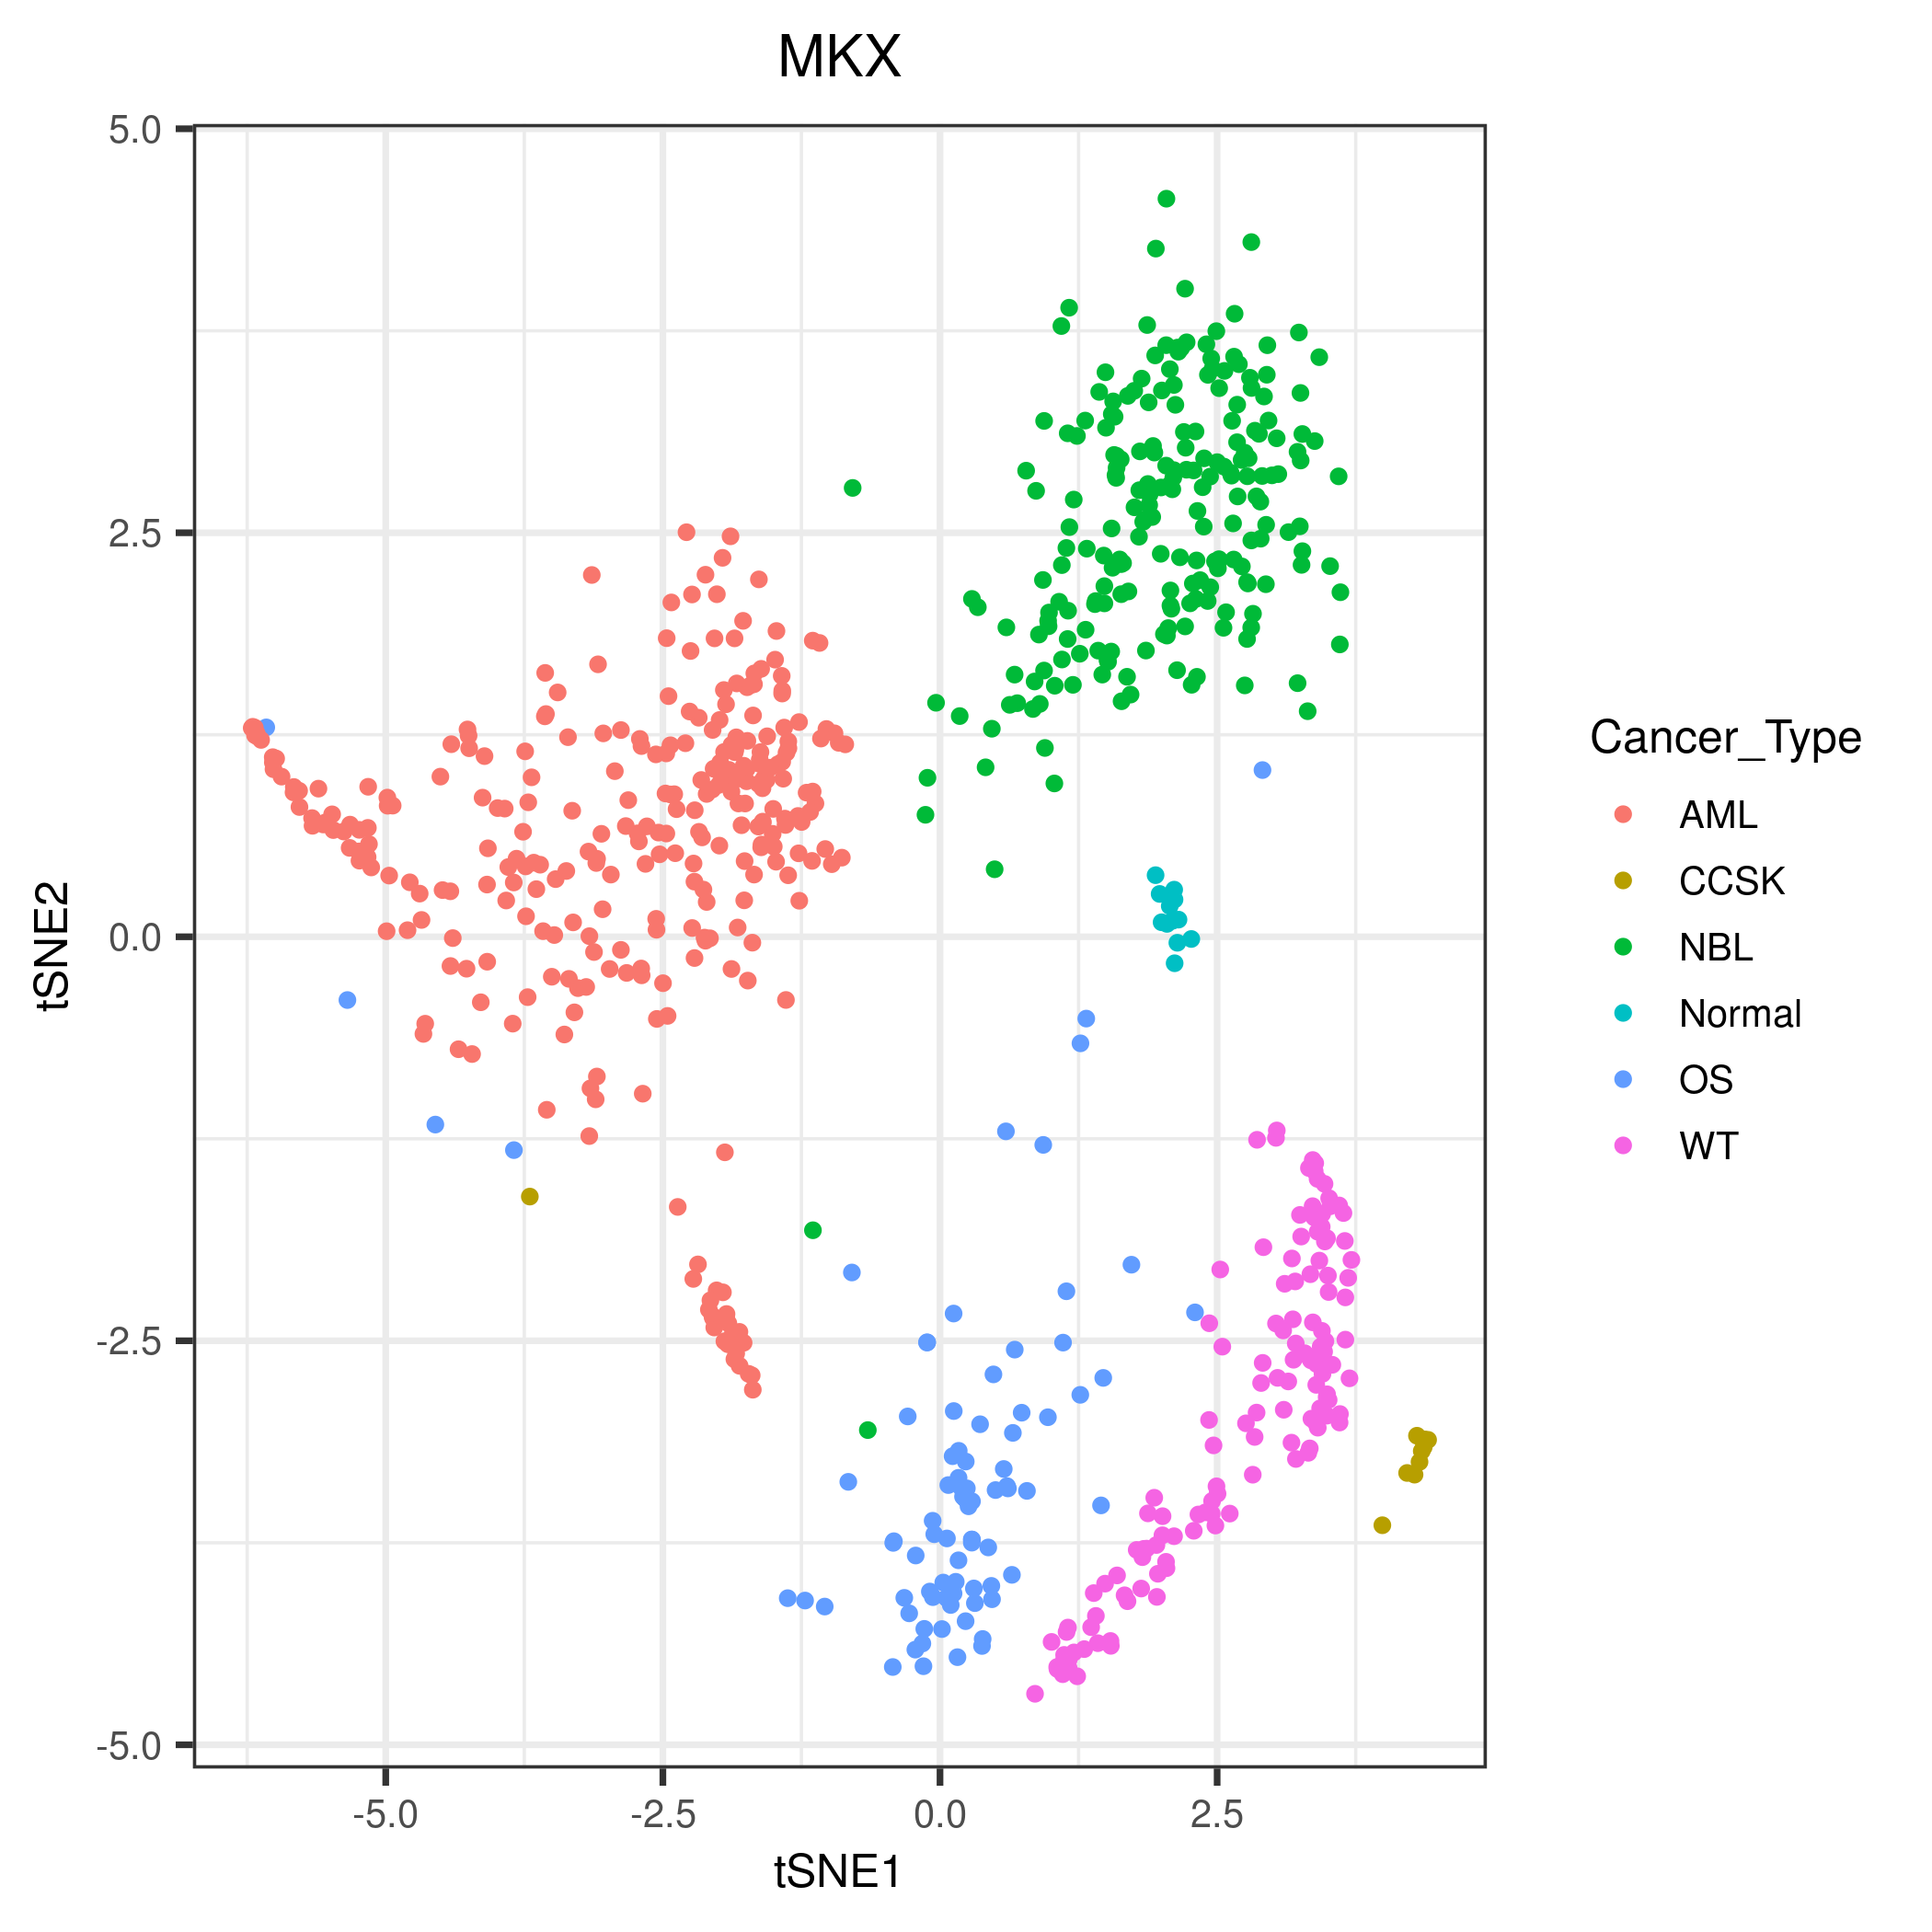 MKX
5.0
2.5
0.0
-2.5
-5.0
tSNE2
-5.0
-2.5
0.0
2.5
tSNE1
Cancer_Type
AML
CCSK
NBL
Normal
OS
WT